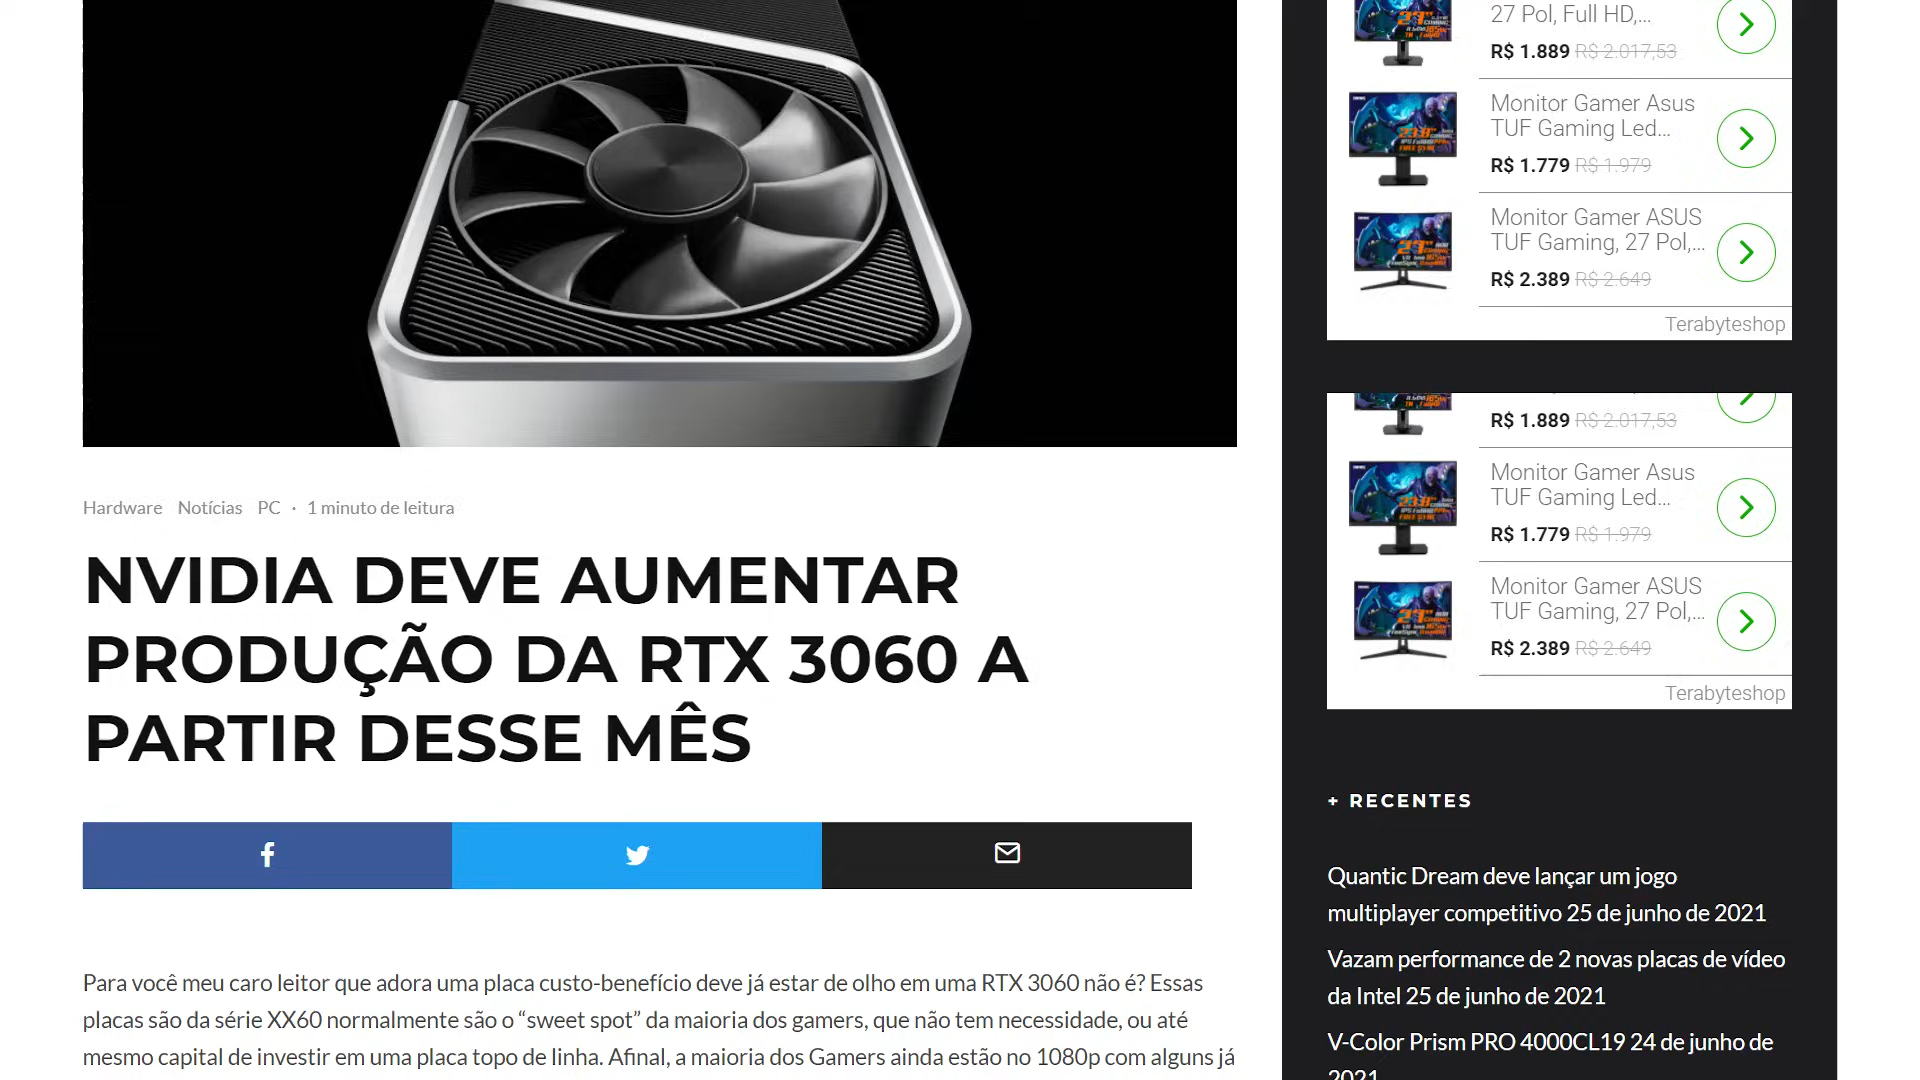 Hardware Notícias PC · 1 minuto de leitura
NVIDIA DEVE AUMENTAR
PRODUÇÃO DA RTX 3060 A
PARTIR DESSE MÊS
Para você meu caro leitor que adora uma placa custo-benefício deve já estar de olho em uma RTX 3060 não é? Essas
placas são da série XX60 normalmente são o “sweet spot” da maioria dos gamers, que não tem necessidade, ou até
mesmo capital de investir em uma placa topo de linha. Afinal, a maioria dos Gamers ainda estão no 1080p com alguns já
27 Pol, Full HD,...
R$ 1.889 R$ 2.017,53
Monitor Gamer Asus
TUF Gaming Led...
R$ 1.779 R$ 1.979
Monitor Gamer ASUS
TUF Gaming, 27 Pol,...
R$ 2.389 R$ 2.649
Terabyteshop
R$ 1.889 R$ 2.017,53
Monitor Gamer Asus
TUF Gaming Led...
R$ 1.779 R$ 1.979
Monitor Gamer ASUS
TUF Gaming, 27 Pol,...
R$ 2.389 R$ 2.649
Terabyteshop
+ RECENTES
Quantic Dream deve lançar um jogo
multiplayer competitivo 25 de junho de 2021
Vazam performance de 2 novas placas de vídeo
da Intel 25 de junho de 2021
V-Color Prism PRO 4000CL19 24 de junho de
2021